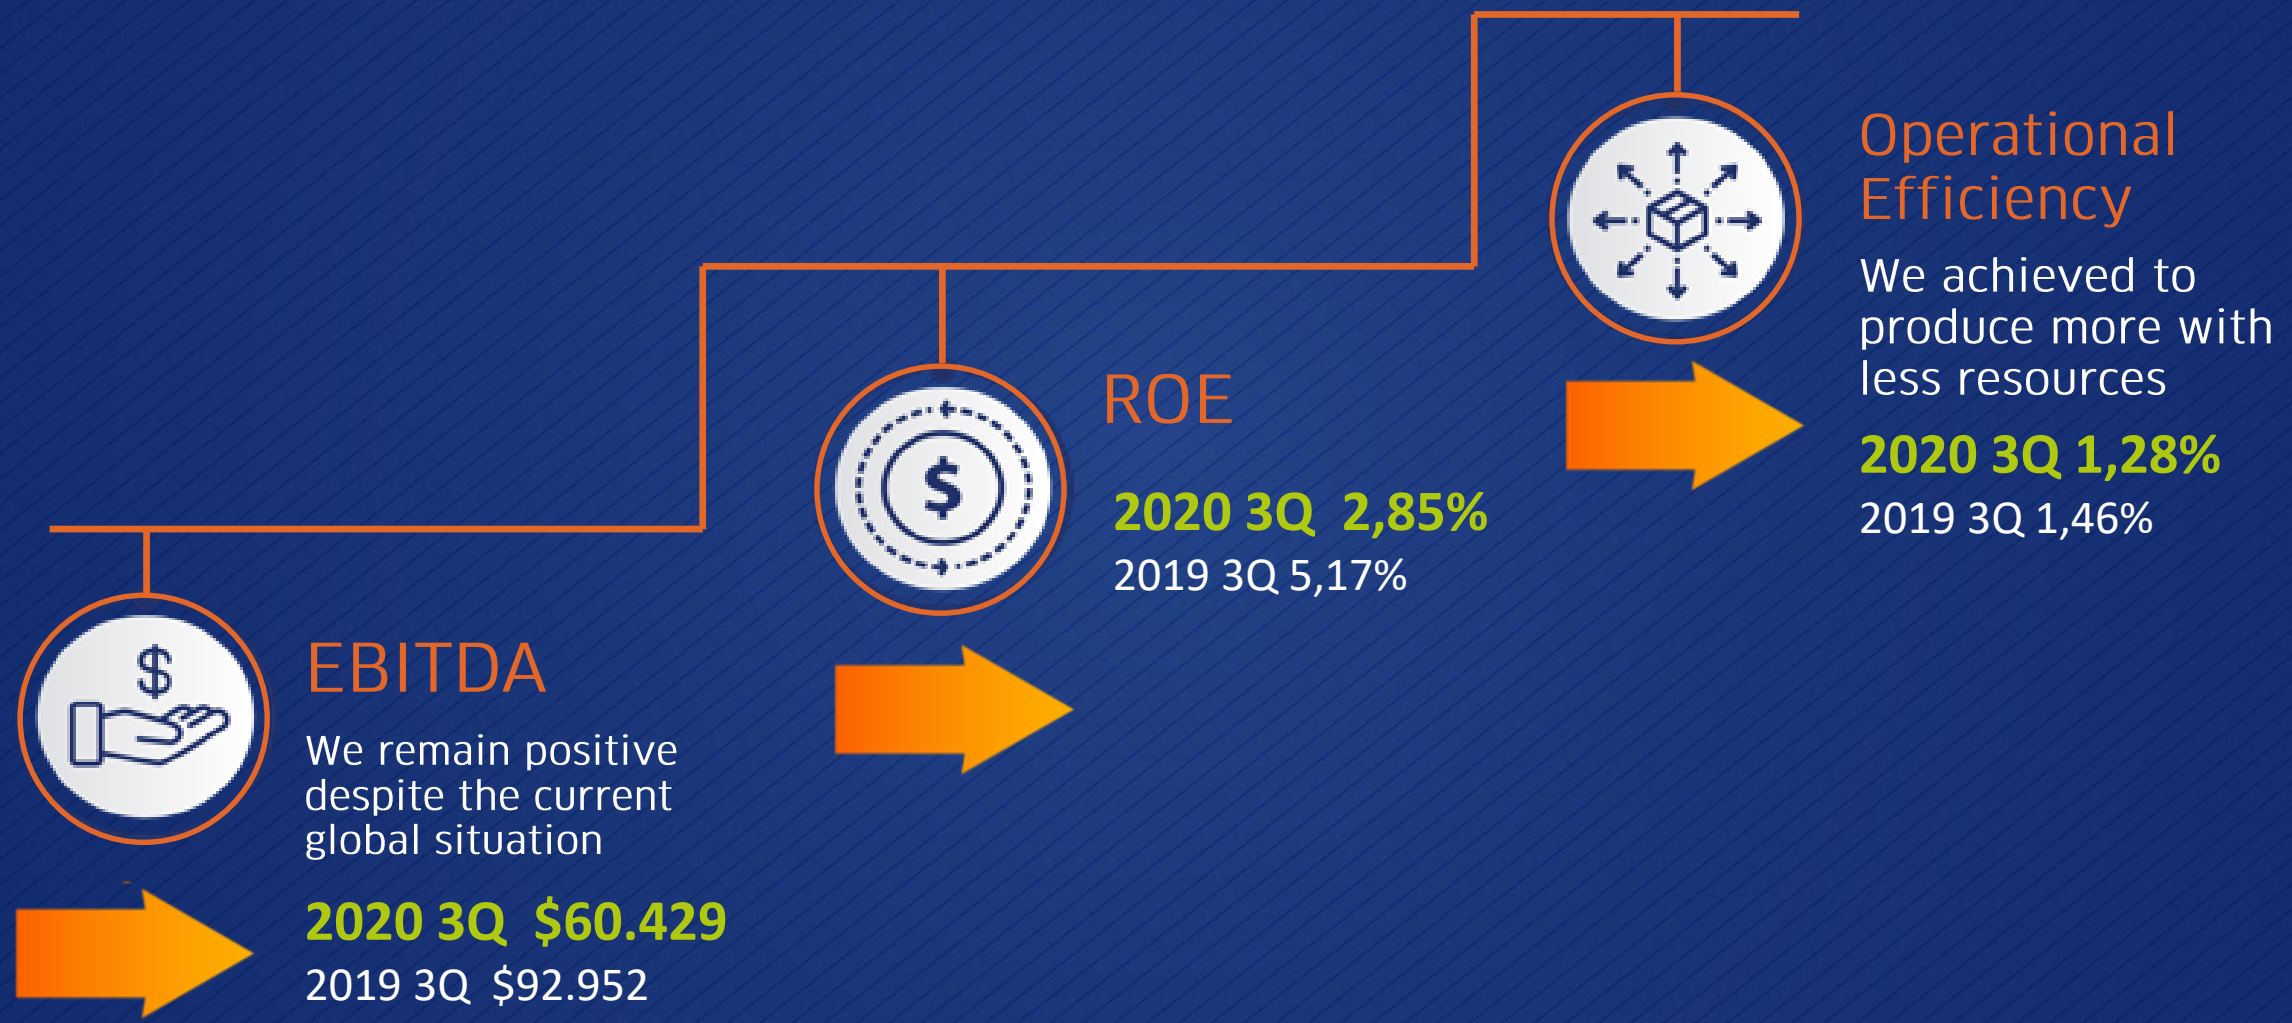 EBITDA
We remain positive
despite the current
global situation
2020 3Q $60.429
2019 3Q $92.952
ROE
2020 3Q 2,85%
2019 3Q 5,17%
Operational
Efficiency
We achieved to
produce more with
less resources
2020 3Q 1,28%
2019 3Q 1,46%